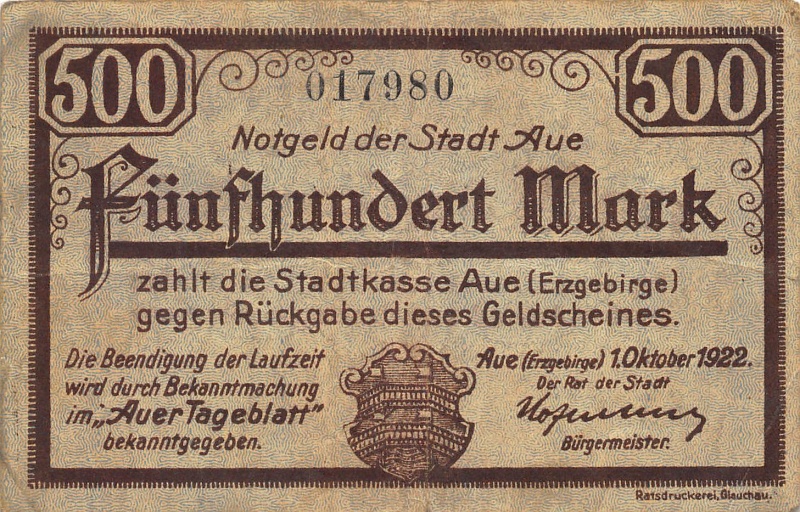 500 500
017980
Notgeld der Stadt Aue
Fünfhundert Mark
zahlt die Stadtkasse Aue (Erzgebirge)
gegen Rückgabe dieses Geldscheines.
Die Beendigung der Laufzeit
wird durch Bekanntmachung
im „Auer Tageblatt"
bekanntgegeben.
Aue (Erzgebirge) 1. Oktober 1922.
Der Rat der Stadt
Bürgermeister.
Ratsdruckerei, Glauchau.